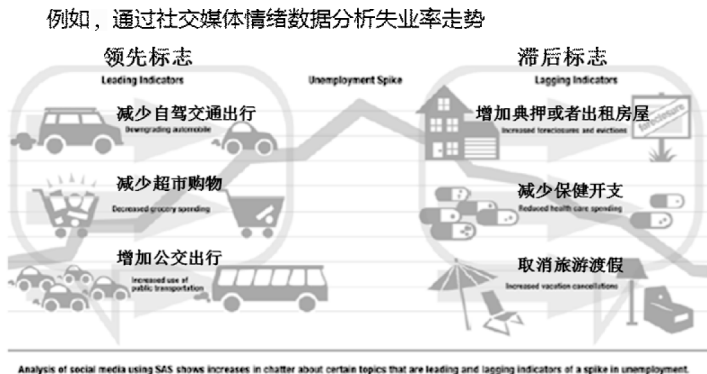 例如，通过社交媒体情绪数据分析失业率走势
领先标志
滞后标志
Leading Indicators
Unemployment Spike
Lagging Indicators
减少自驾交通出行
Downgrading automobile
增加典押或者出租房屋
Increased foreclosures and evictions
foreclosure
减少超市购物
Decreased grocery spending
减少保健开支
Reduced health care spending
增加公交出行
Increased use of
public transportation
取消旅游渡假
Increased vacation cancellations
Analysis of social media using SAS shows increases in chatter about certain topics that are leading and lagging indicators of a spike in unemployment.